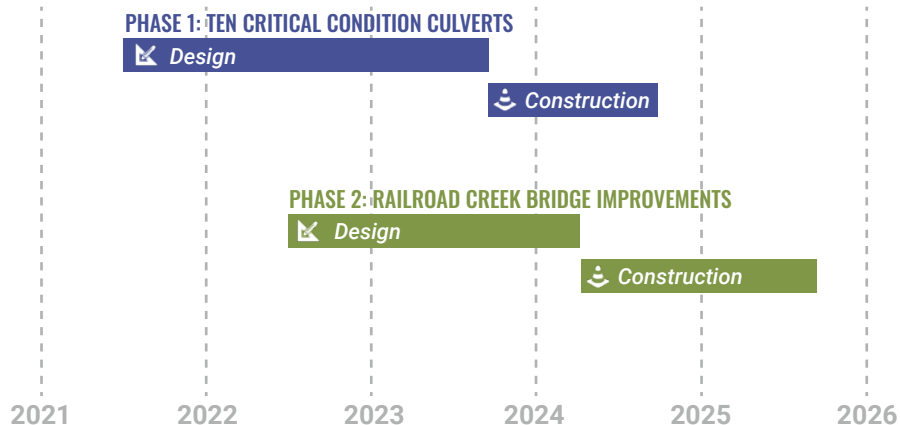 PHASE 1: TEN CRITICAL CONDITION CULVERTS
Design
Construction
PHASE 2: RAILROAD CREEK BRIDGE IMPROVEMENTS
Design
Construction
2021 2022 2023 2024 2025 2026